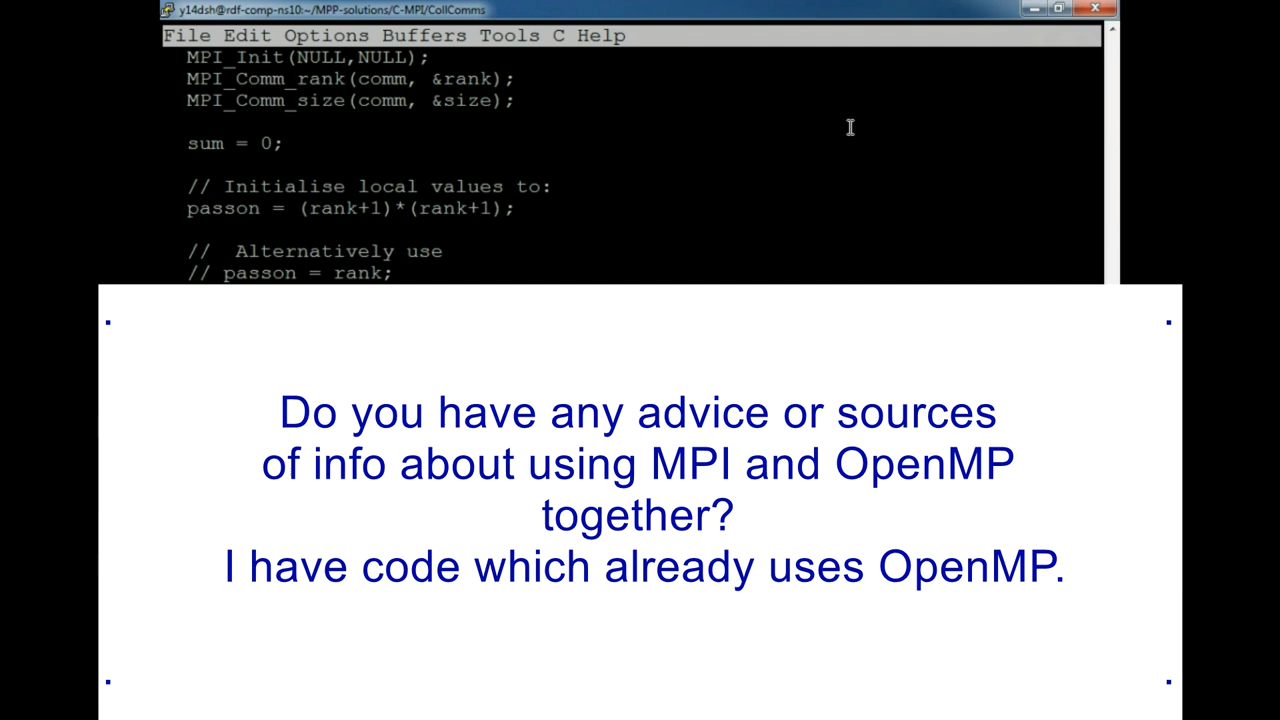 y14dsh@rdf-comp-ns10:~/MPP-solutions/C-MPI/CollComms
File Edit Options Buffers Tools C Help
MPI_Init(NULL,NULL);
MPI_Comm_rank(comm, &rank);
MPI_Comm_size(comm, &size);
sum = 0;
// Initialise local values to:
passon = (rank+1)*(rank+1);
//  Alternatively use
// passon = rank;
Do you have any advice or sources
of info about using MPI and OpenMP
together?
I have code which already uses OpenMP.